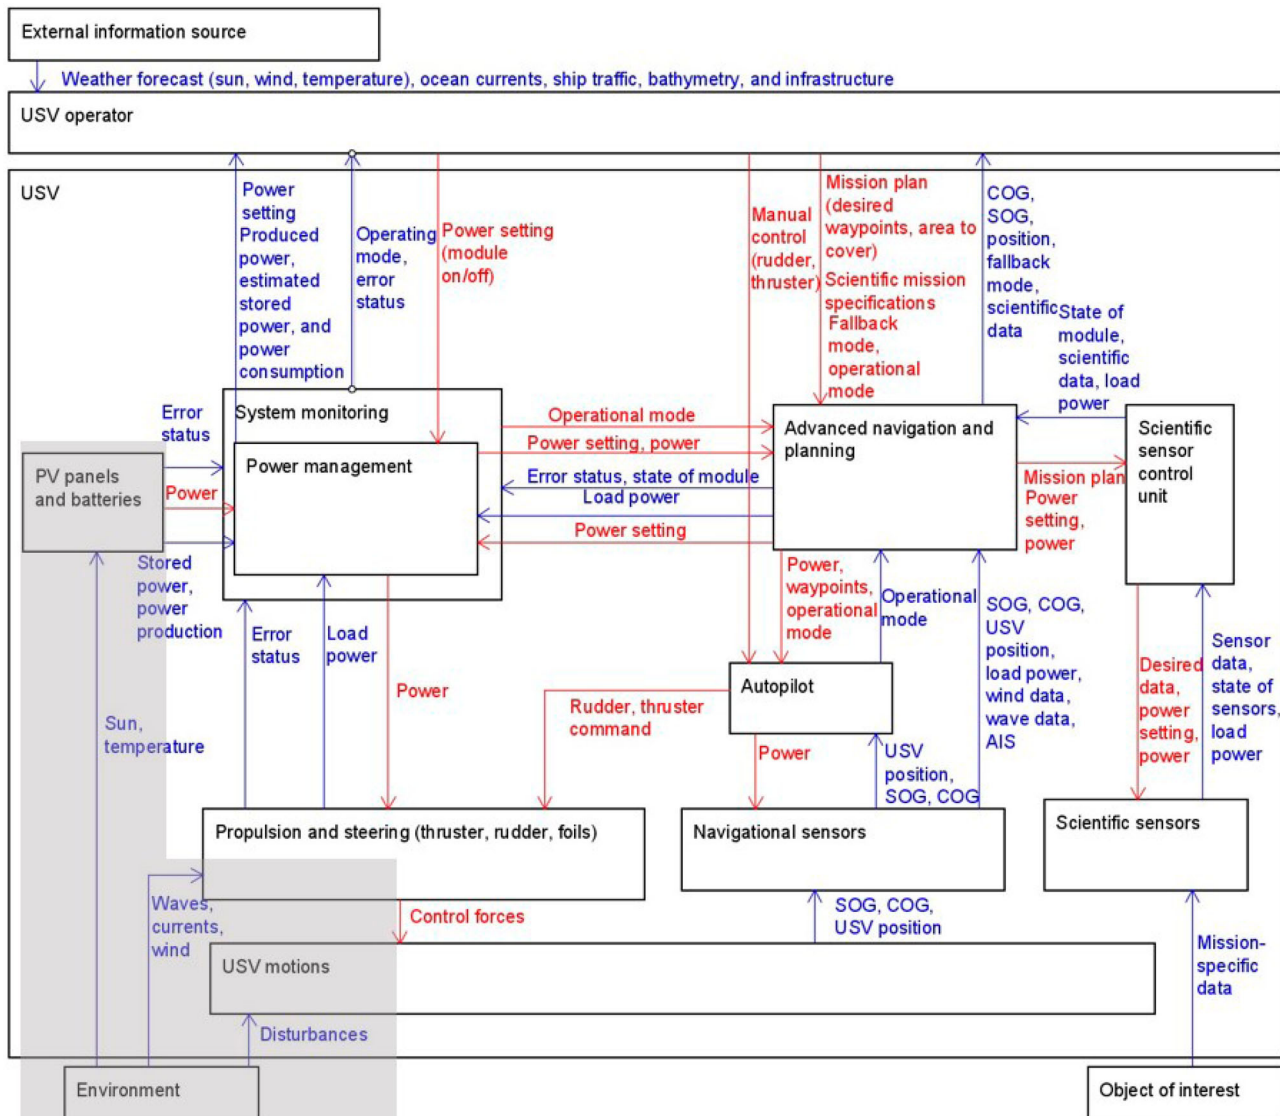 External information source
Weather forecast (sun, wind, temperature), ocean currents, ship traffic, bathymetry, and infrastructure
USV operator
USV
Power
setting
Produced
power,
estimated
stored
power, and
power
consumption
Operating
mode,
error
status
Power setting
(module
on/off)
Manual
control
(rudder,
thruster)
Mission plan
(desired
waypoints, area to
cover)
Scientific mission
specifications
Fallback
mode,
operational
mode
COG,
SOG,
position,
fallback
mode,
scientific
data
State of
module,
scientific
data, load
power
Error
status
System monitoring
Power management
Operational mode
Power setting, power
Error status, state of module
Load power
Power setting
Advanced navigation and
planning
Scientific
sensor
control
unit
Mission plan
Power
setting,
power
PV panels
and batteries
Power
Stored
power,
power
production
Error
status
Load
power
Power
Power,
waypoints,
operational
mode
Operational
mode
SOG, COG,
USV
position,
load power,
wind data,
wave data,
AIS
Desired
data,
power
setting,
power
Sensor
data,
state of
sensors,
load
power
Sun,
temperature
Autopilot
Rudder, thruster
command
Power
USV
position,
SOG, COG
Propulsion and steering (thruster, rudder, foils)
Navigational sensors
Scientific sensors
Waves,
currents,
wind
Control forces
SOG, COG,
USV position
Mission-
specific
data
USV motions
Disturbances
Environment
Object of interest